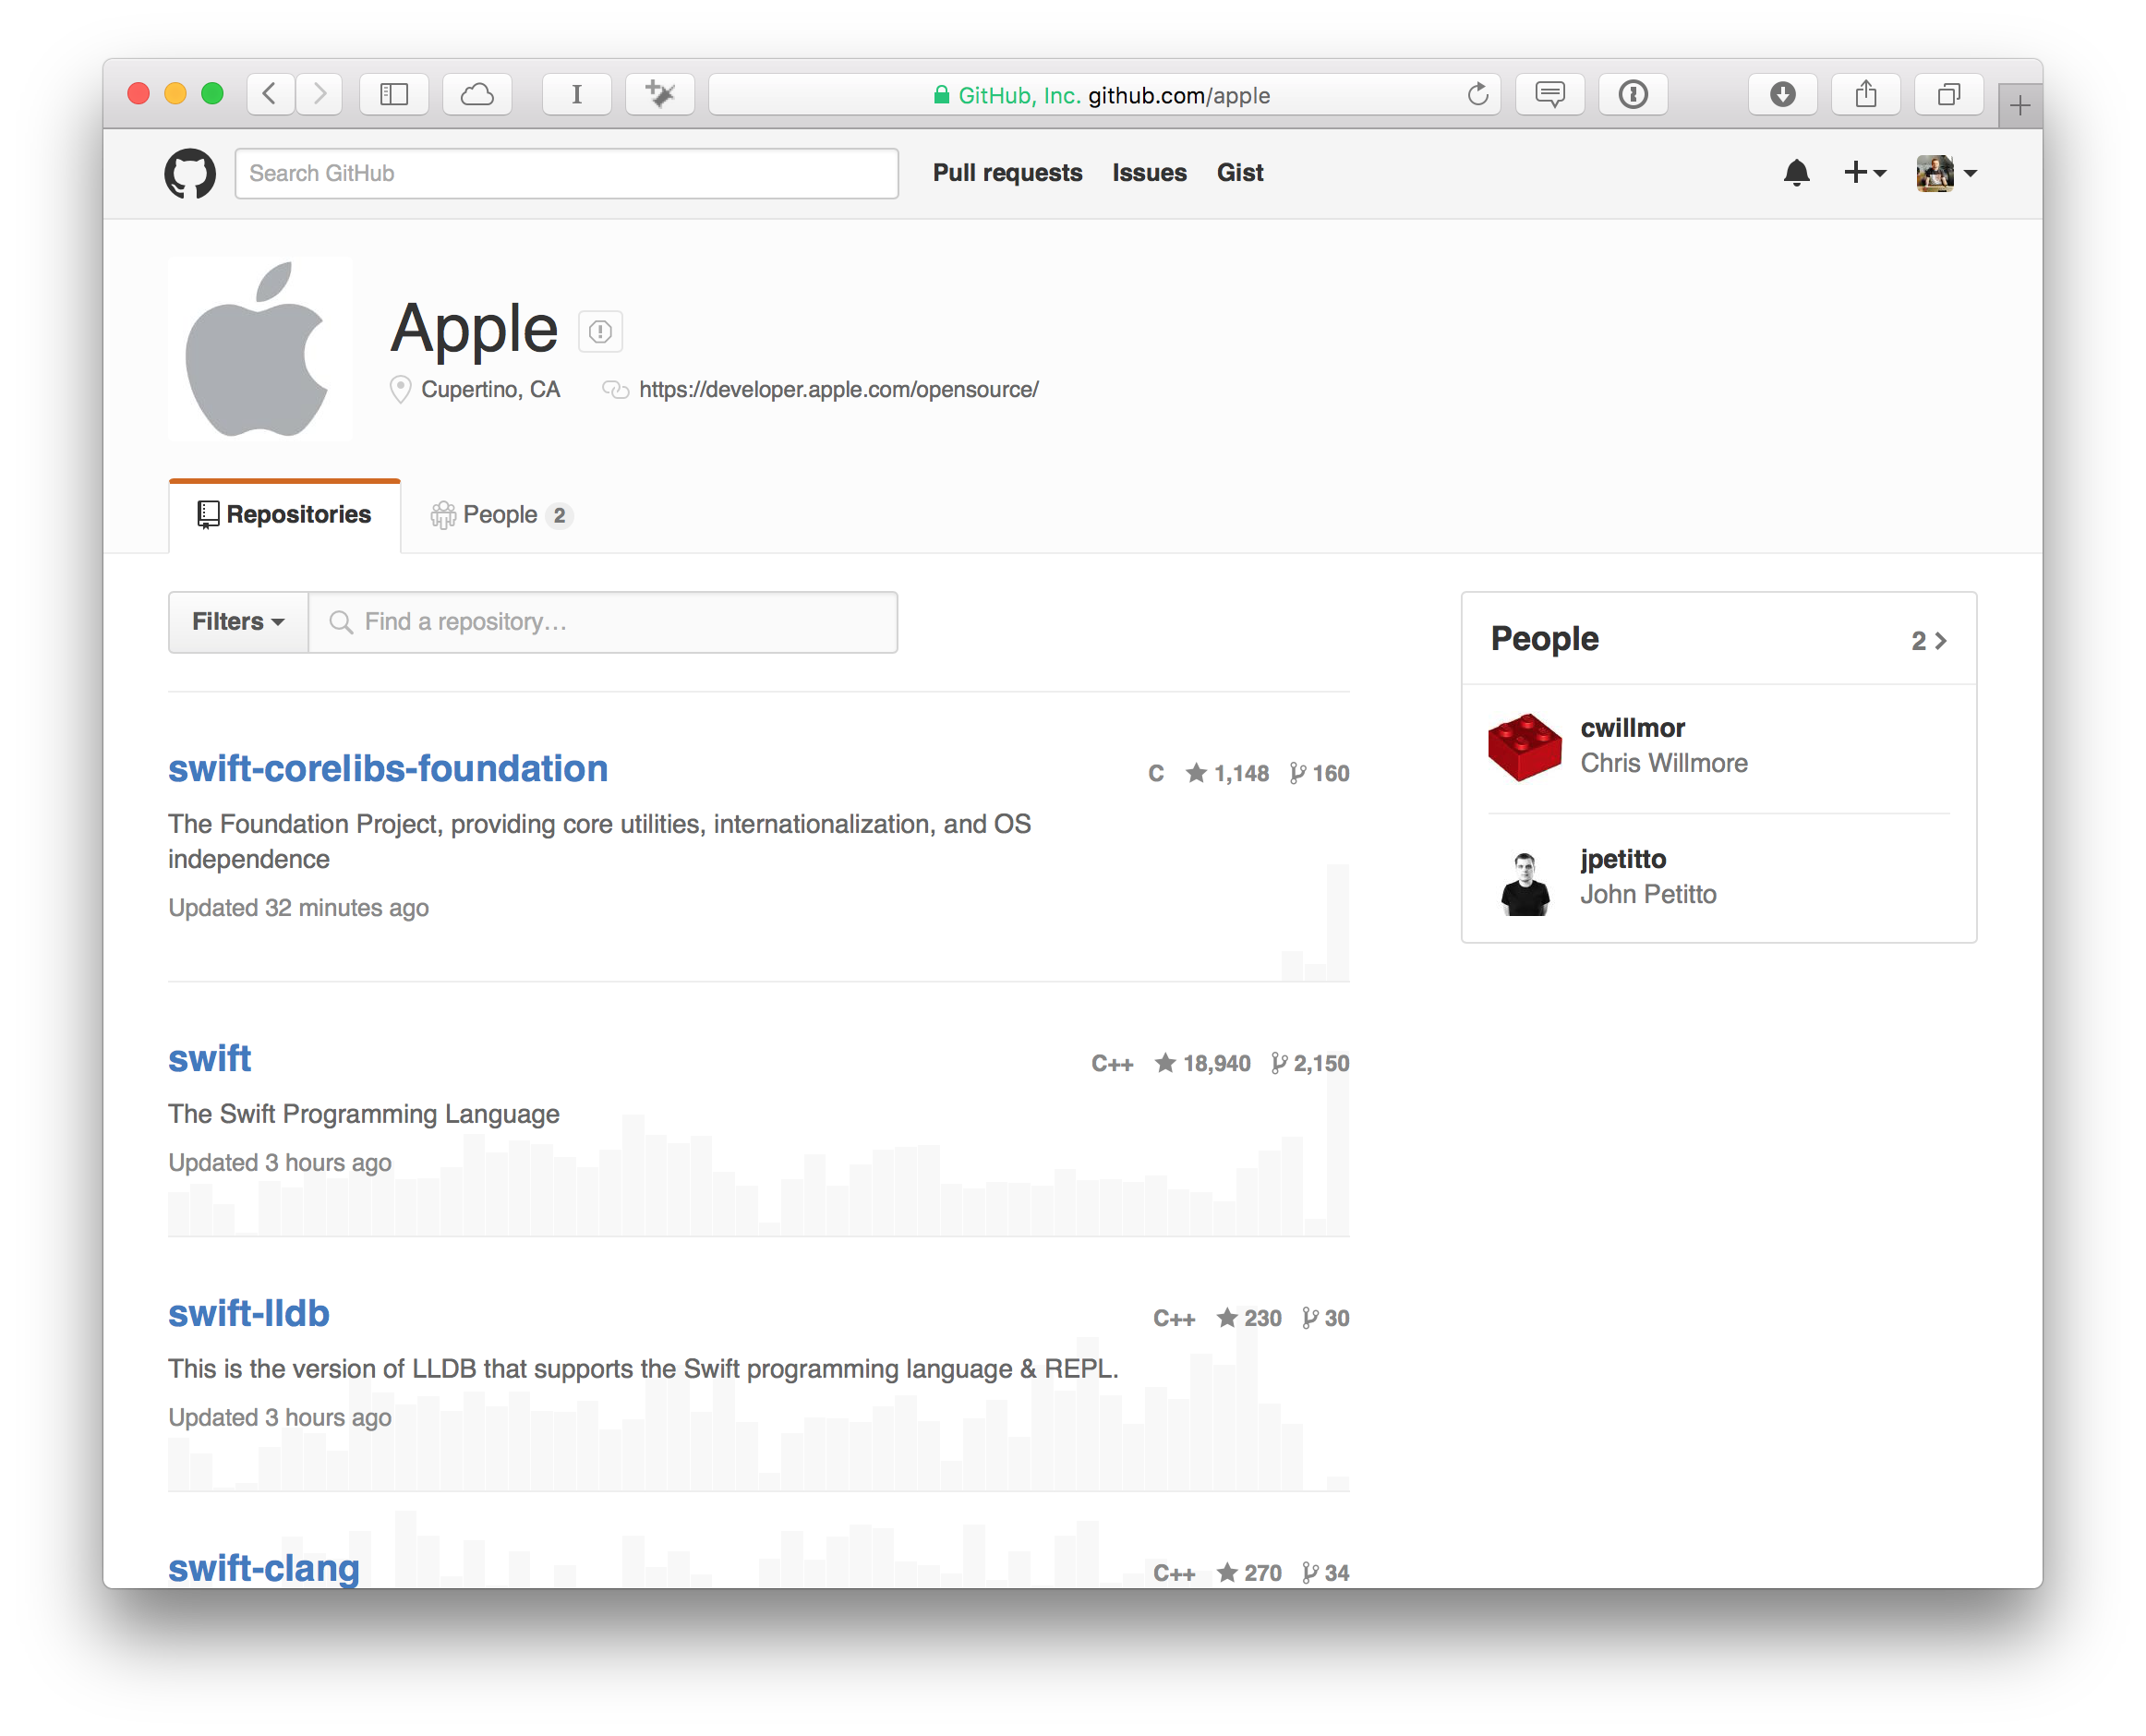 GitHub, Inc. github.com/apple
Search GitHub
Pull requests Issues Gist
Apple
Cupertino, CA https://developer.apple.com/opensource/
Repositories People 2
Filters Find a repository…
People 2
cwillmor
Chris Willmore
jpetitto
John Petitto
swift-corelibs-foundation C 1,148 160
The Foundation Project, providing core utilities, internationalization, and OS
independence
Updated 32 minutes ago
swift C++ 18,940 2,150
The Swift Programming Language
Updated 3 hours ago
swift-lldb C++ 230 30
This is the version of LLDB that supports the Swift programming language & REPL.
Updated 3 hours ago
swift-clang C++ 270 34